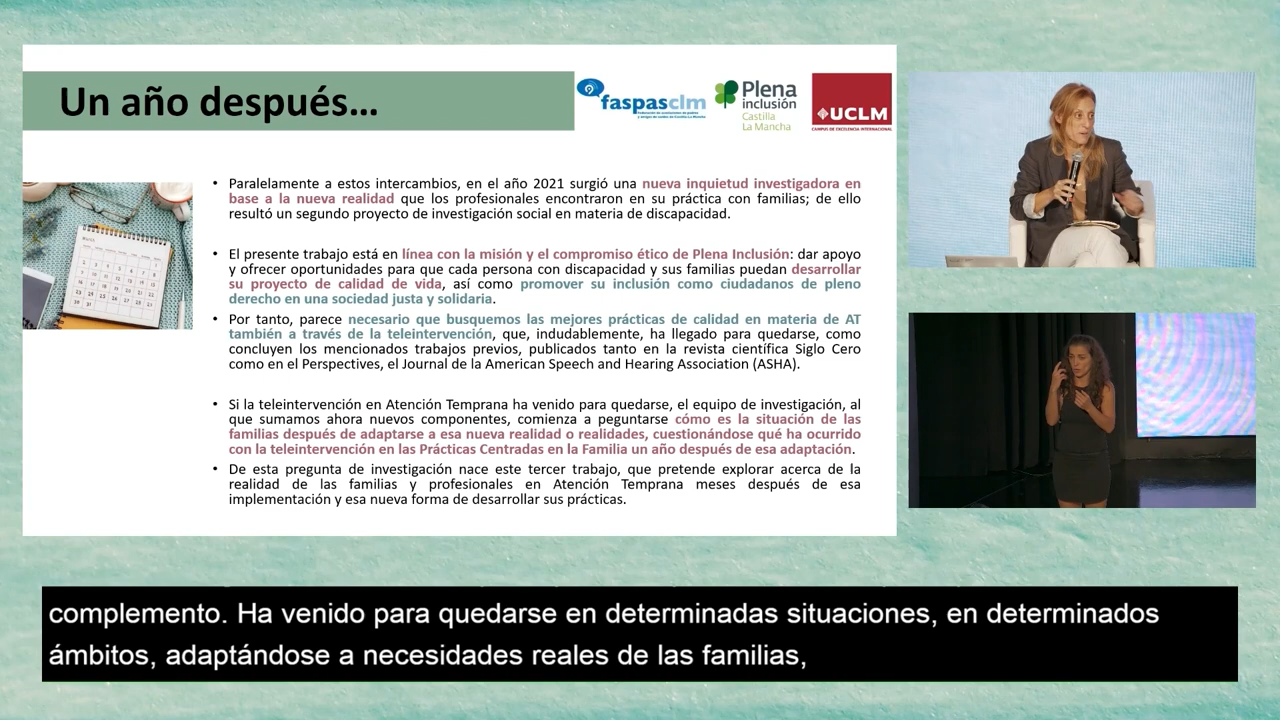 Un año después...
faspasclm
Plena
inclusión
Castilla
La Mancha
UCLM
CAMPUS DE EXCELENCIA INTERNACIONAL
• Paralelamente a estos intercambios, en el año 2021 surgió una nueva inquietud investigadora en
base a la nueva realidad que los profesionales encontraron en su práctica con familias; de ello
resultó un segundo proyecto de investigación social en materia de discapacidad.
• El presente trabajo está en línea con la misión y el compromiso ético de Plena Inclusión: dar apoyo
y ofrecer oportunidades para que cada persona con discapacidad y sus familias puedan desarrollar
su proyecto de calidad de vida, así como promover su inclusión como ciudadanos de pleno
derecho en una sociedad justa y solidaria.
• Por tanto, parece necesario que busquemos las mejores prácticas de calidad en materia de AT
también a través de la teleintervención, que, indudablemente, ha llegado para quedarse, como
concluyen los mencionados trabajos previos, publicados tanto en la revista científica Siglo Cero
como en el Perspectives, el Journal de la American Speech and Hearing Association (ASHA).
• Si la teleintervención en Atención Temprana ha venido para quedarse, el equipo de investigación, al
que sumamos ahora nuevos componentes, comienza a peguntarse cómo es la situación de las
familias después de adaptarse a esa nueva realidad o realidades, cuestionándose qué ha ocurrido
con la teleintervención en las Prácticas Centradas en la Familia un año después de esa adaptación.
• De esta pregunta de investigación nace este tercer trabajo, que pretende explorar acerca de la
realidad de las familias y profesionales en Atención Temprana meses después de esa
implementación y esa nueva forma de desarrollar sus prácticas.
complemento. Ha venido para quedarse en determinadas situaciones, en determinados
ámbitos, adaptándose a necesidades reales de las familias,